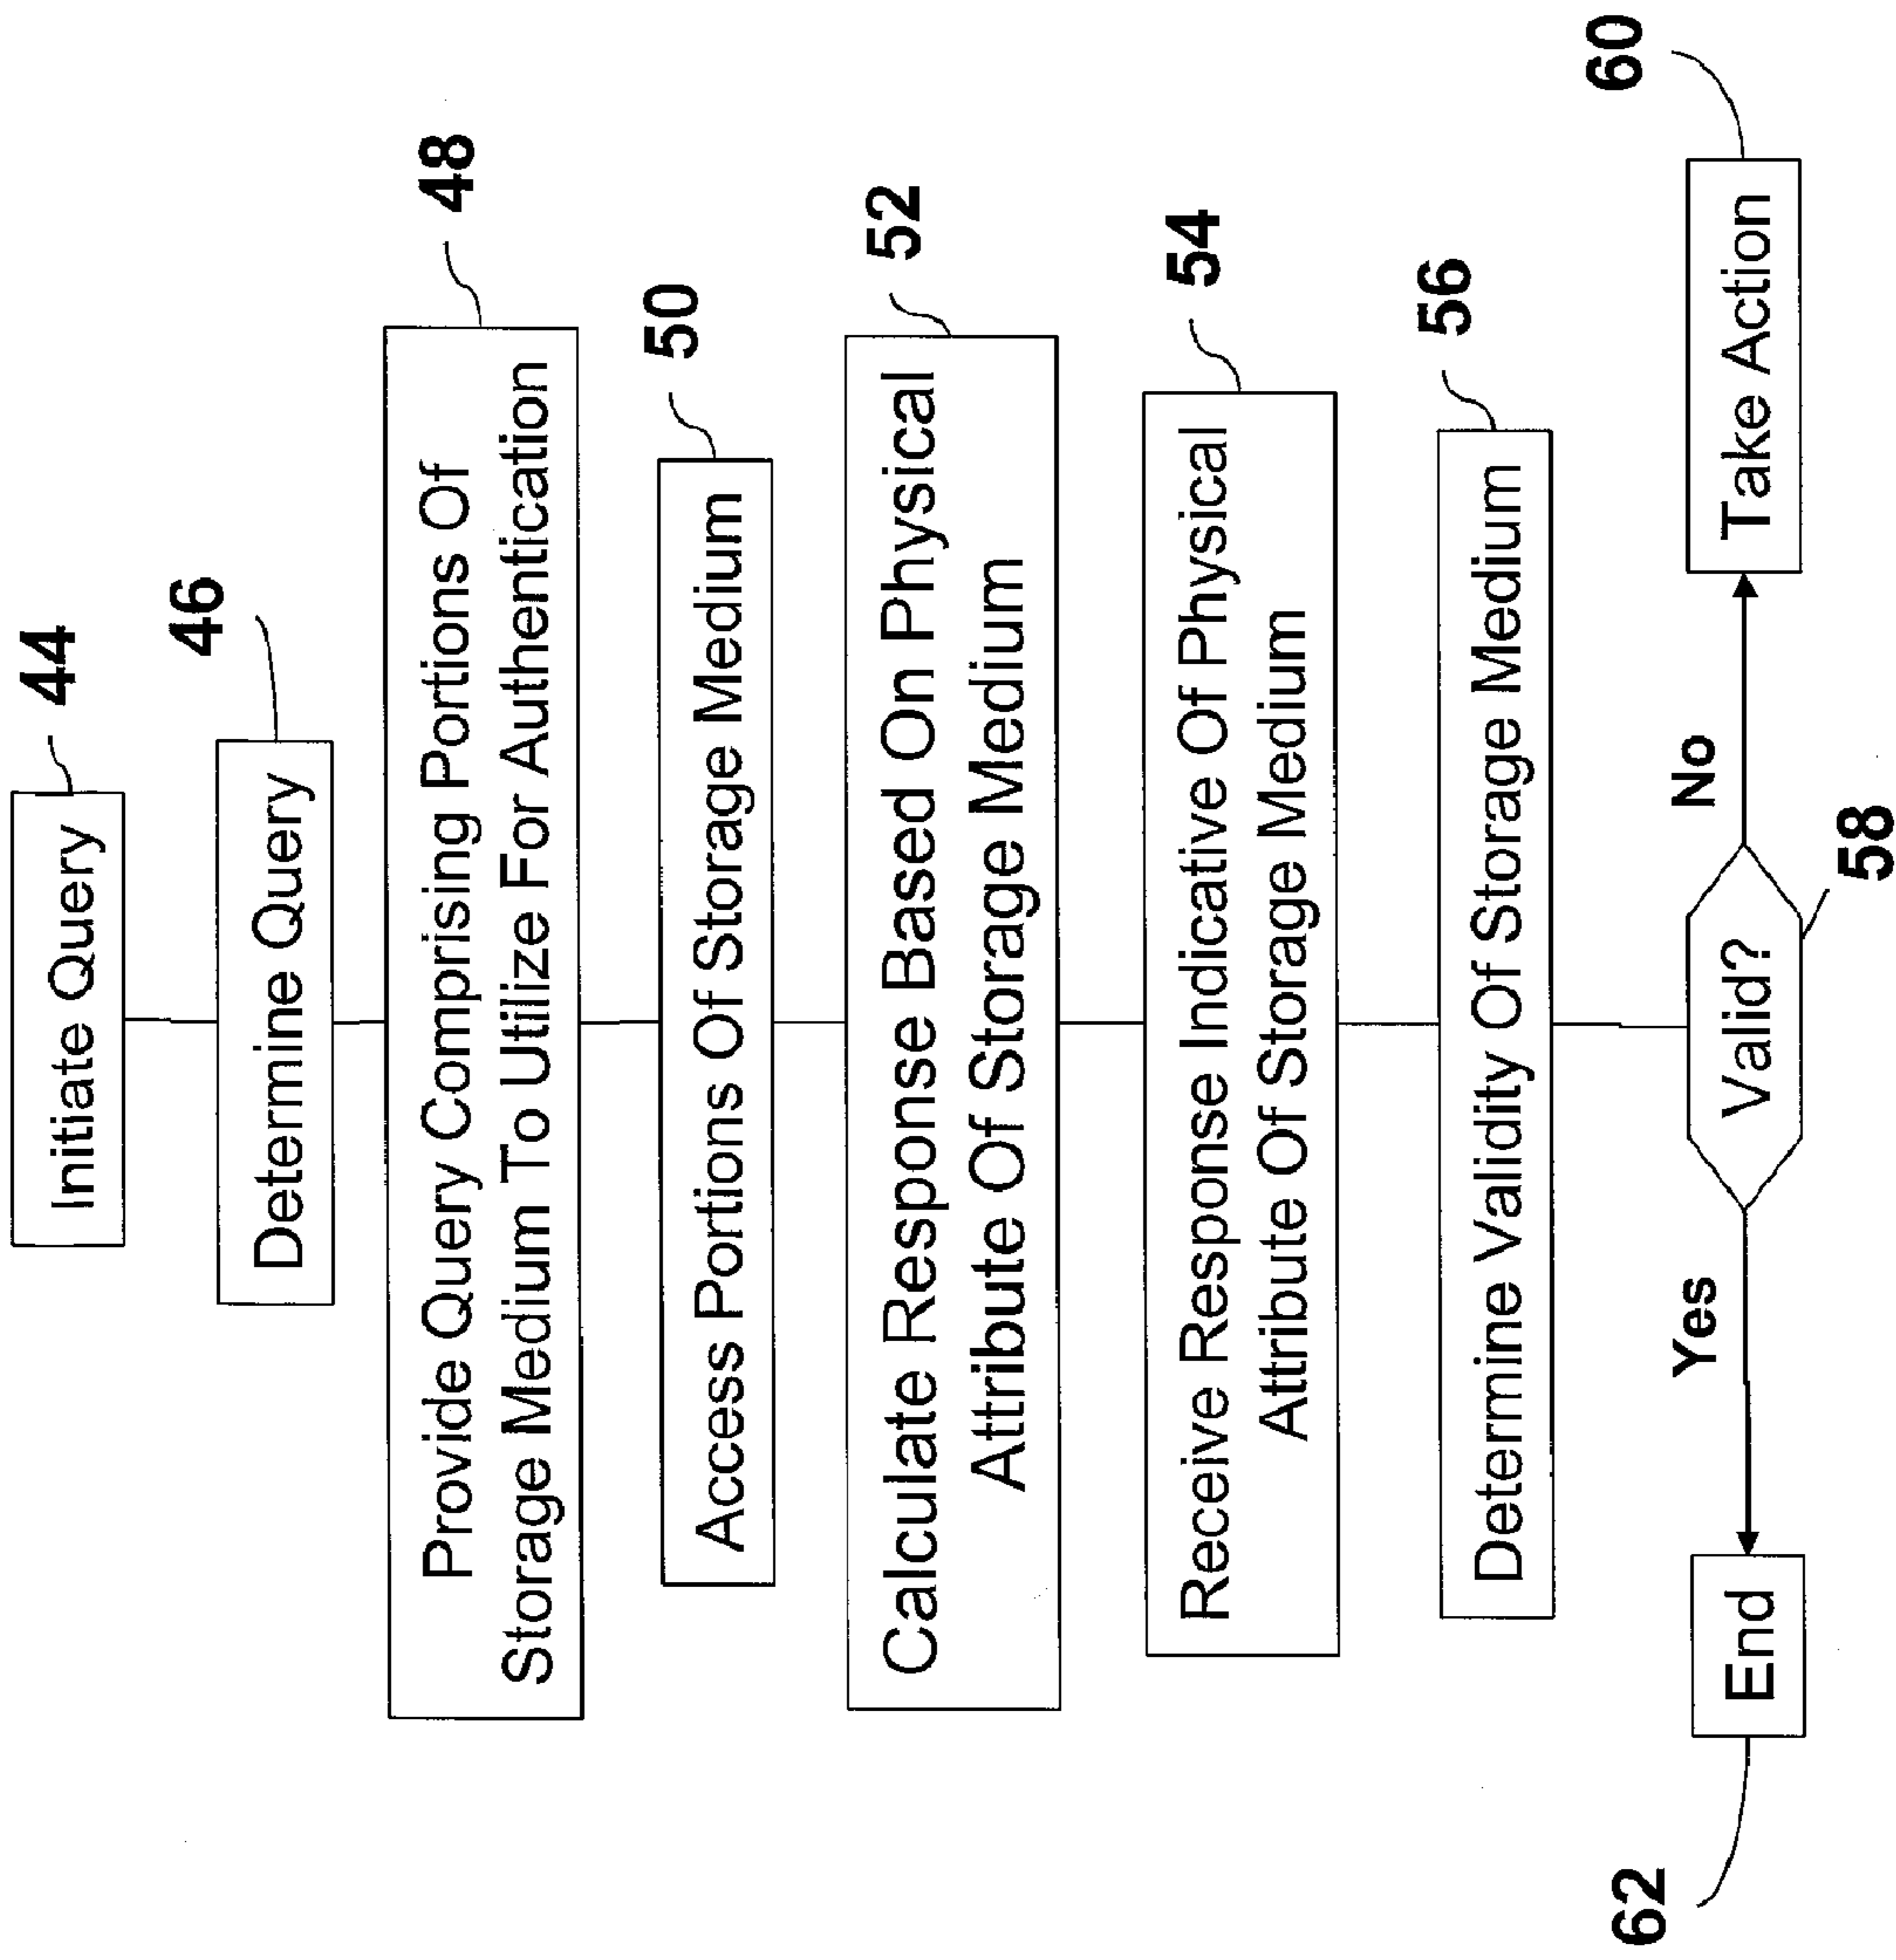 Initiate Query
44
Determine Query
46
Provide Query Comprising Portions Of
Storage Medium To Utilize For Authentication
48
Access Portions Of Storage Medium
50
Calculate Response Based On Physical
Attribute Of Storage Medium
52
Receive Response Indicative Of Physical
Attribute Of Storage Medium
54
Determine Validity Of Storage Medium
56
Yes
No
Valid?
58
End
62
Take Action
60